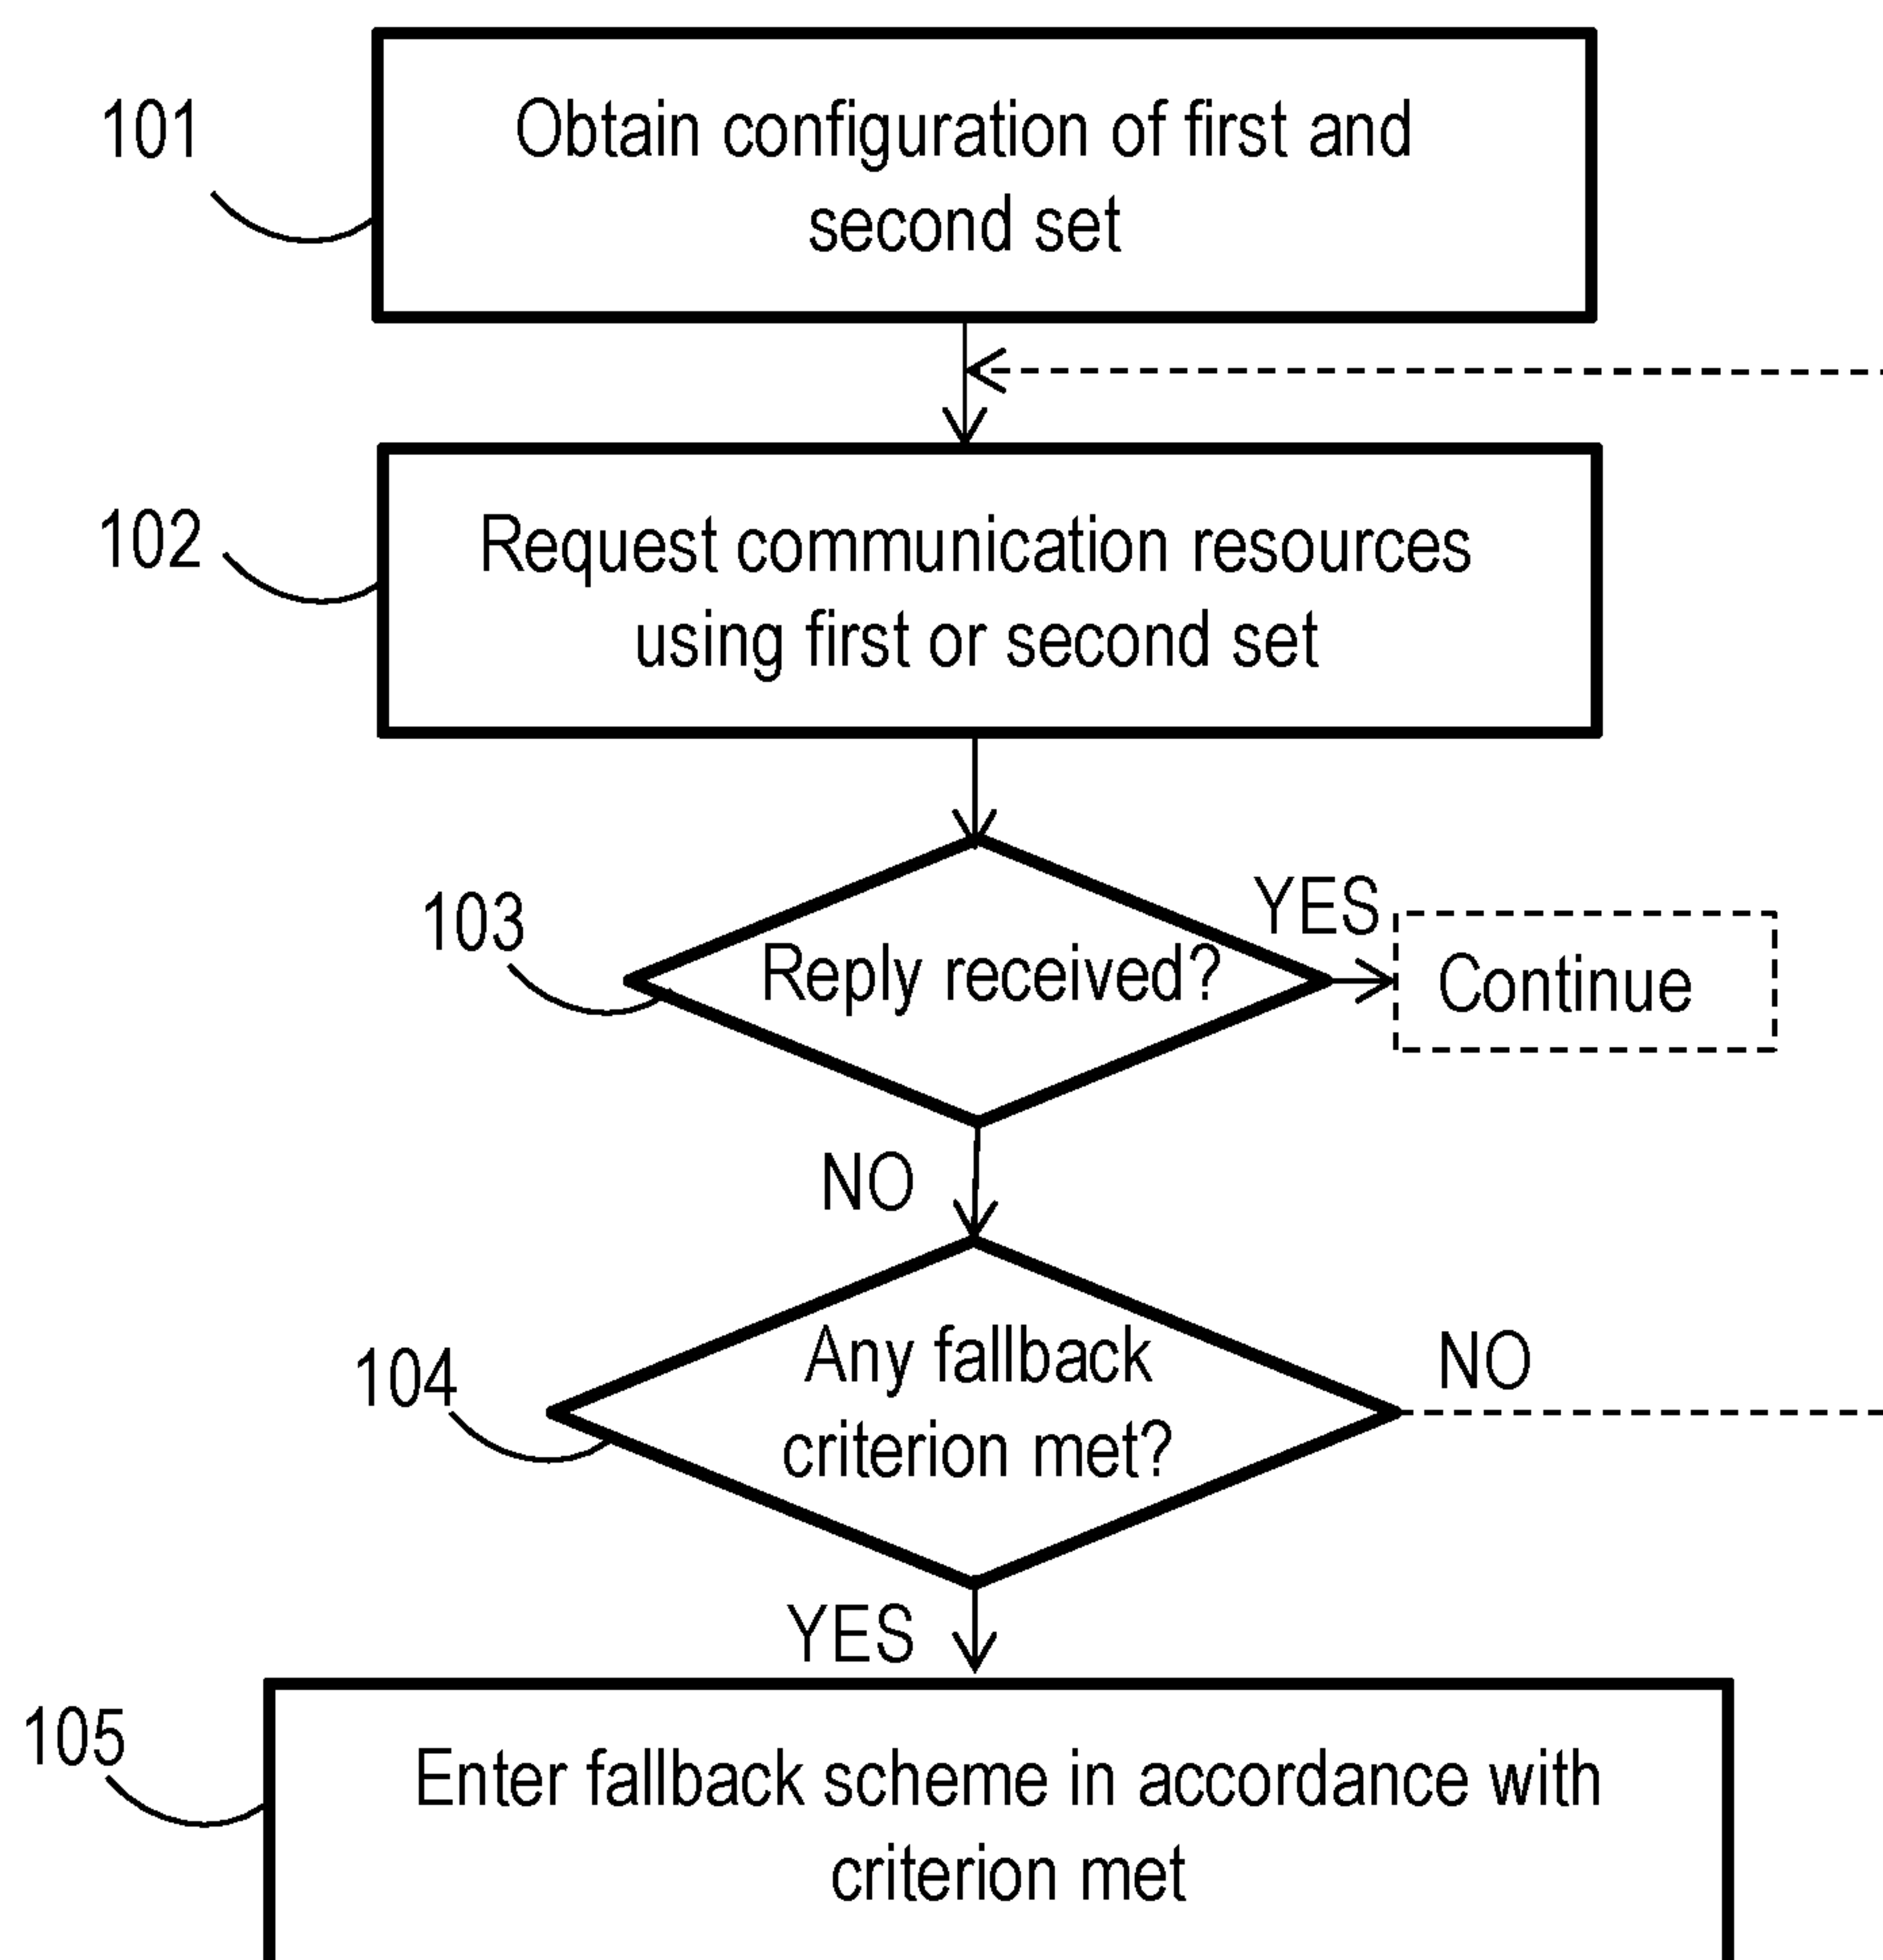 101
Obtain configuration of first and
second set
102
Request communication resources
using first or second set
103
Reply received?
YES
Continue
NO
104
Any fallback
criterion met?
NO
YES
105
Enter fallback scheme in accordance with
criterion met